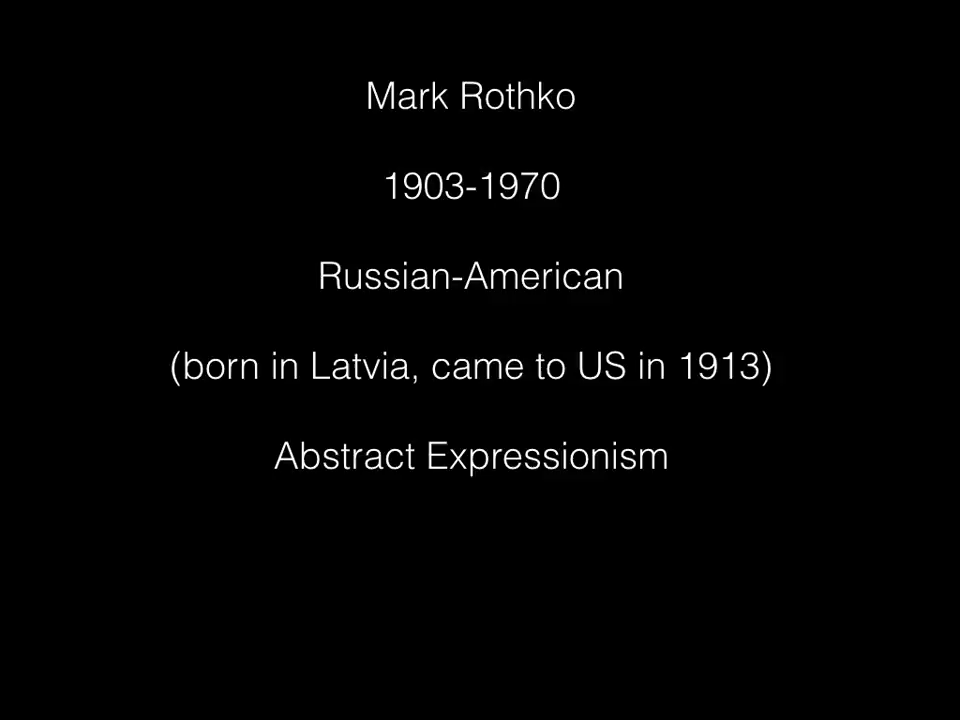 Mark Rothko
1903-1970
Russian-American
(born in Latvia, came to US in 1913)
Abstract Expressionism